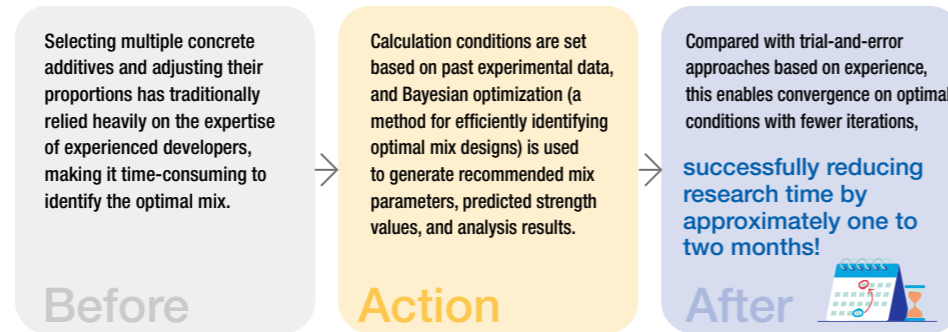 Selecting multiple concrete
additives and adjusting their
proportions has traditionally
relied heavily on the expertise
of experienced developers,
making it time-consuming to
identify the optimal mix.
Before
Calculation conditions are set
based on past experimental data,
and Bayesian optimization (a
method for efficiently identifying
optimal mix designs) is used
to generate recommended mix
parameters, predicted strength
values, and analysis results.
Action
Compared with trial-and-error
approaches based on experience,
this enables convergence on optimal
conditions with fewer iterations,
successfully reducing
research time by
approximately one to
two months!
After